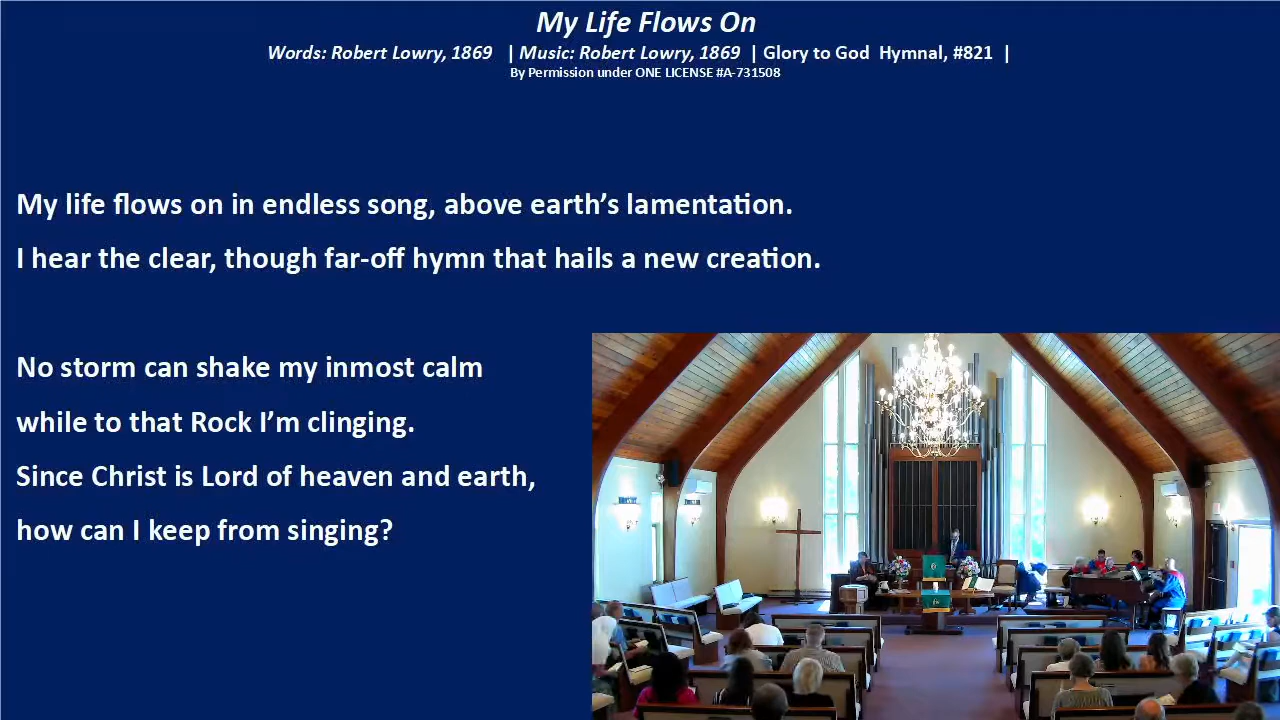 My Life Flows On
Words: Robert Lowry, 1869 | Music: Robert Lowry, 1869 | Glory to God Hymnal, #821 |
By Permission under ONE LICENSE #A-731508
My life flows on in endless song, above earth’s lamentation.
I hear the clear, though far-off hymn that hails a new creation.
No storm can shake my inmost calm
while to that Rock I’m clinging.
Since Christ is Lord of heaven and earth,
how can I keep from singing?